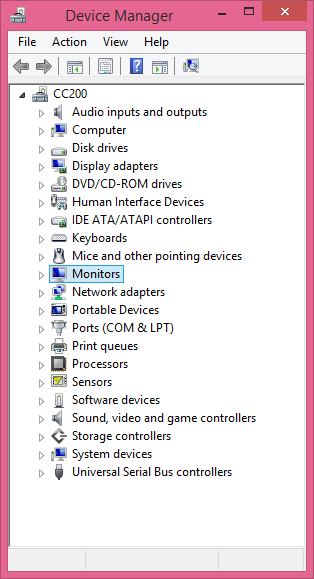 Device Manager
File Action View Help
CC200
Audio inputs and outputs
Computer
Disk drives
Display adapters
DVD/CD-ROM drives
Human Interface Devices
IDE ATA/ATAPI controllers
Keyboards
Mice and other pointing devices
Monitors
Network adapters
Portable Devices
Ports (COM & LPT)
Print queues
Processors
Sensors
Software devices
Sound, video and game controllers
Storage controllers
System devices
Universal Serial Bus controllers